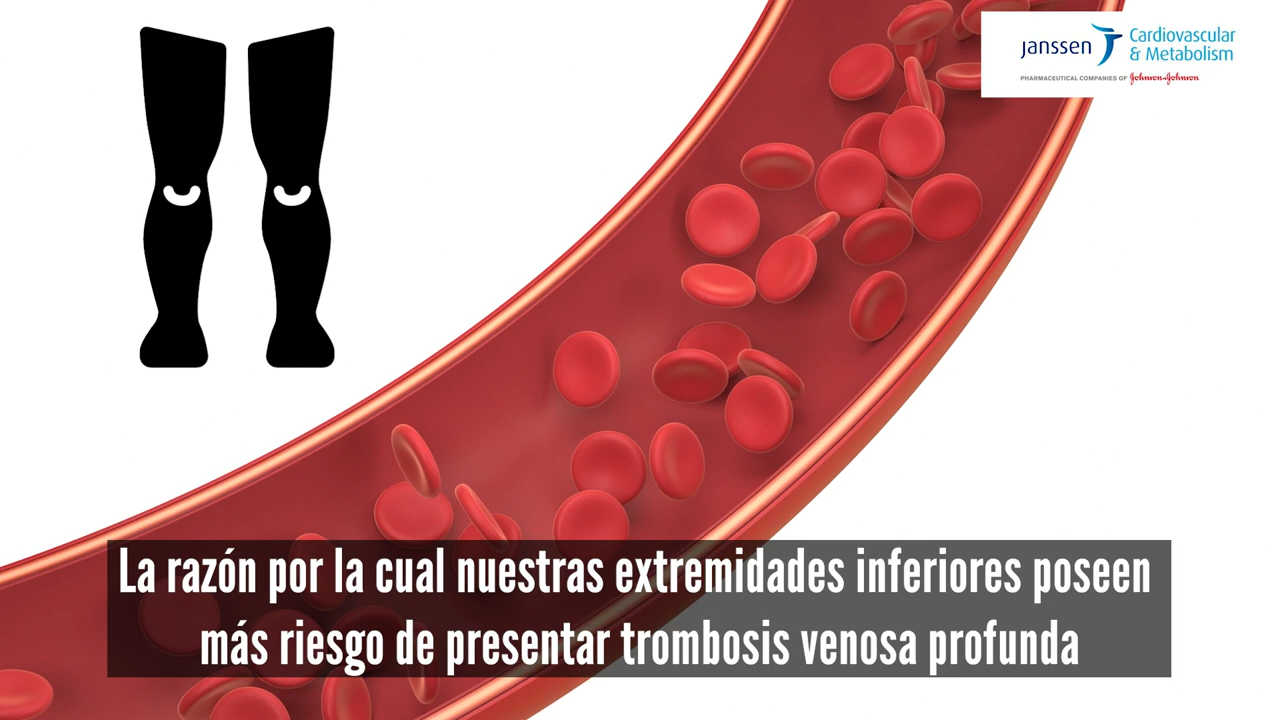 janssen
Cardiovascular
& Metabolism
PHARMACEUTICAL COMPANIES OF Johnson & Johnson
La razón por la cual nuestras extremidades inferiores poseen
más riesgo de presentar trombosis venosa profunda